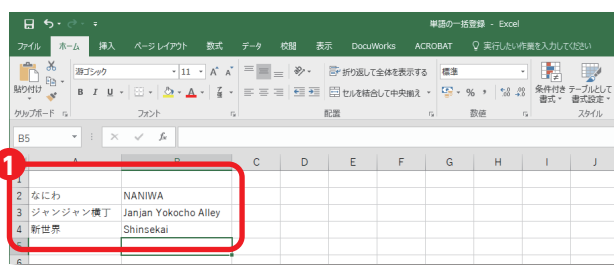 単語の一括登録 - Excel
ファイル ホーム 挿入 ページレイアウト 数式 データ 校閲 表示 DocuWorks ACROBAT 実行したい作業を入力してください
貼り付け 游ゴシック 11 A A 折り返して全体を表示する 標準 条件付き テーブルとして
B I U A セルを結合して中央揃え % 書式 書式設定
クリップボード フォント 配置 数値 スタイル
B5 fx
1
A B C D E F G H I J
1
2 なにわ NANIWA
3 ジャンジャン横丁 Janjan Yokocho Alley
4 新世界 Shinsekai
5
6